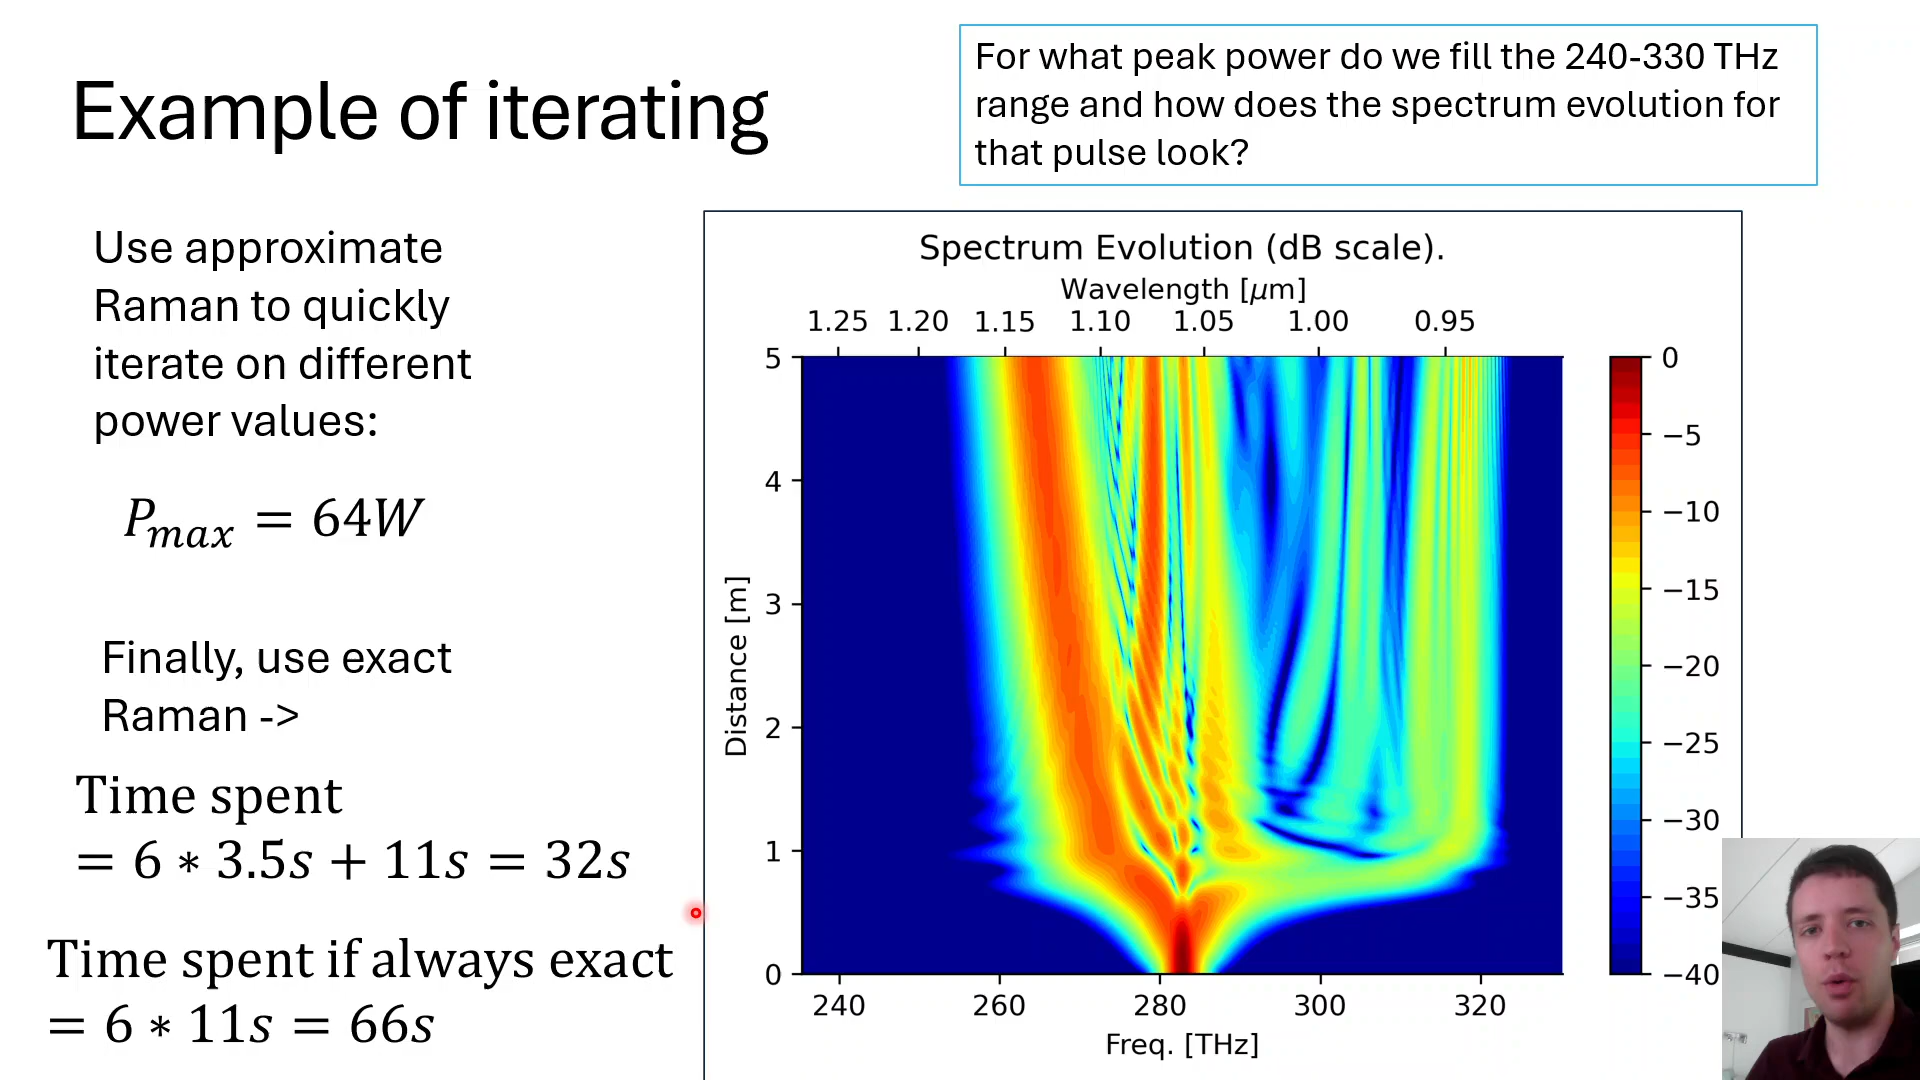 Example of iterating
For what peak power do we fill the 240-330 THz
range and how does the spectrum evolution for
that pulse look?
Use approximate
Raman to quickly
iterate on different
power values:
P_max = 64W
Finally, use exact
Raman ->
Time spent
= 6 * 3.5s + 11s = 32s
Time spent if always exact
= 6 * 11s = 66s
Spectrum Evolution (dB scale).
Wavelength [μm]
1.25 1.20 1.15 1.10 1.05 1.00 0.95
5
4
3
2
1
0
Distance [m]
240 260 280 300 320
Freq. [THz]
0
−5
−10
−15
−20
−25
−30
−35
−40